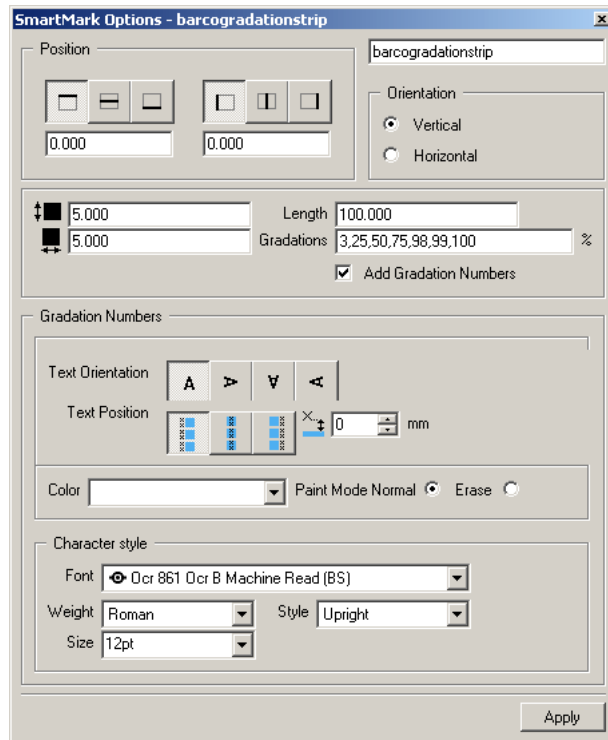 SmartMark Options - barcogradationstrip
Position
barcogradationstrip
0.000
0.000
Orientation
Vertical
Horizontal
5.000
Length 100.000
5.000
Gradations 3,25,50,75,98,99,100 %
Add Gradation Numbers
Gradation Numbers
Text Orientation A A A A
Text Position X... 0 mm
Color Paint Mode Normal Erase
Character style
Font Ocr 861 Ocr B Machine Read (BS)
Weight Roman Style Upright
Size 12pt
Apply